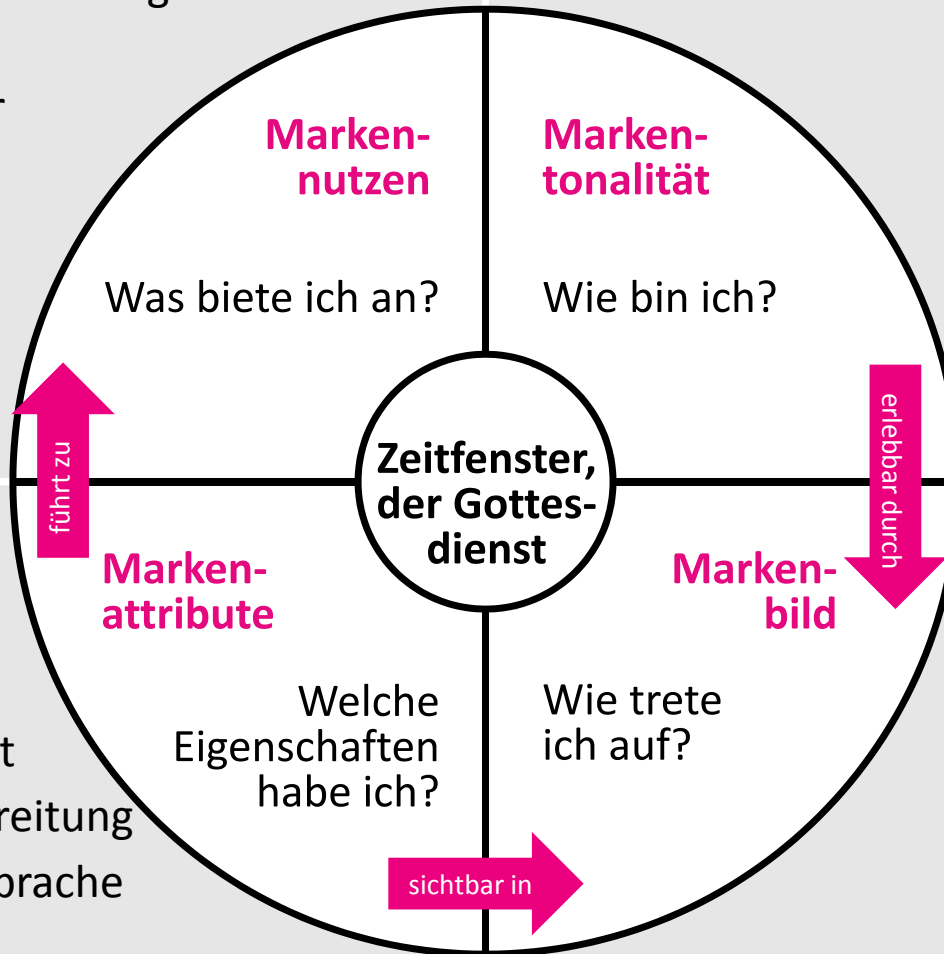 Marken-
nutzen
Was biete ich an?
Marken-
tonalität
Wie bin ich?
führt zu
erlebbar durch
Zeitfenster,
der Gottes-
dienst
Marken-
attribute
Welche
Eigenschaften
habe ich?
Marken-
bild
Wie trete
ich auf?
sichtbar in
reitung